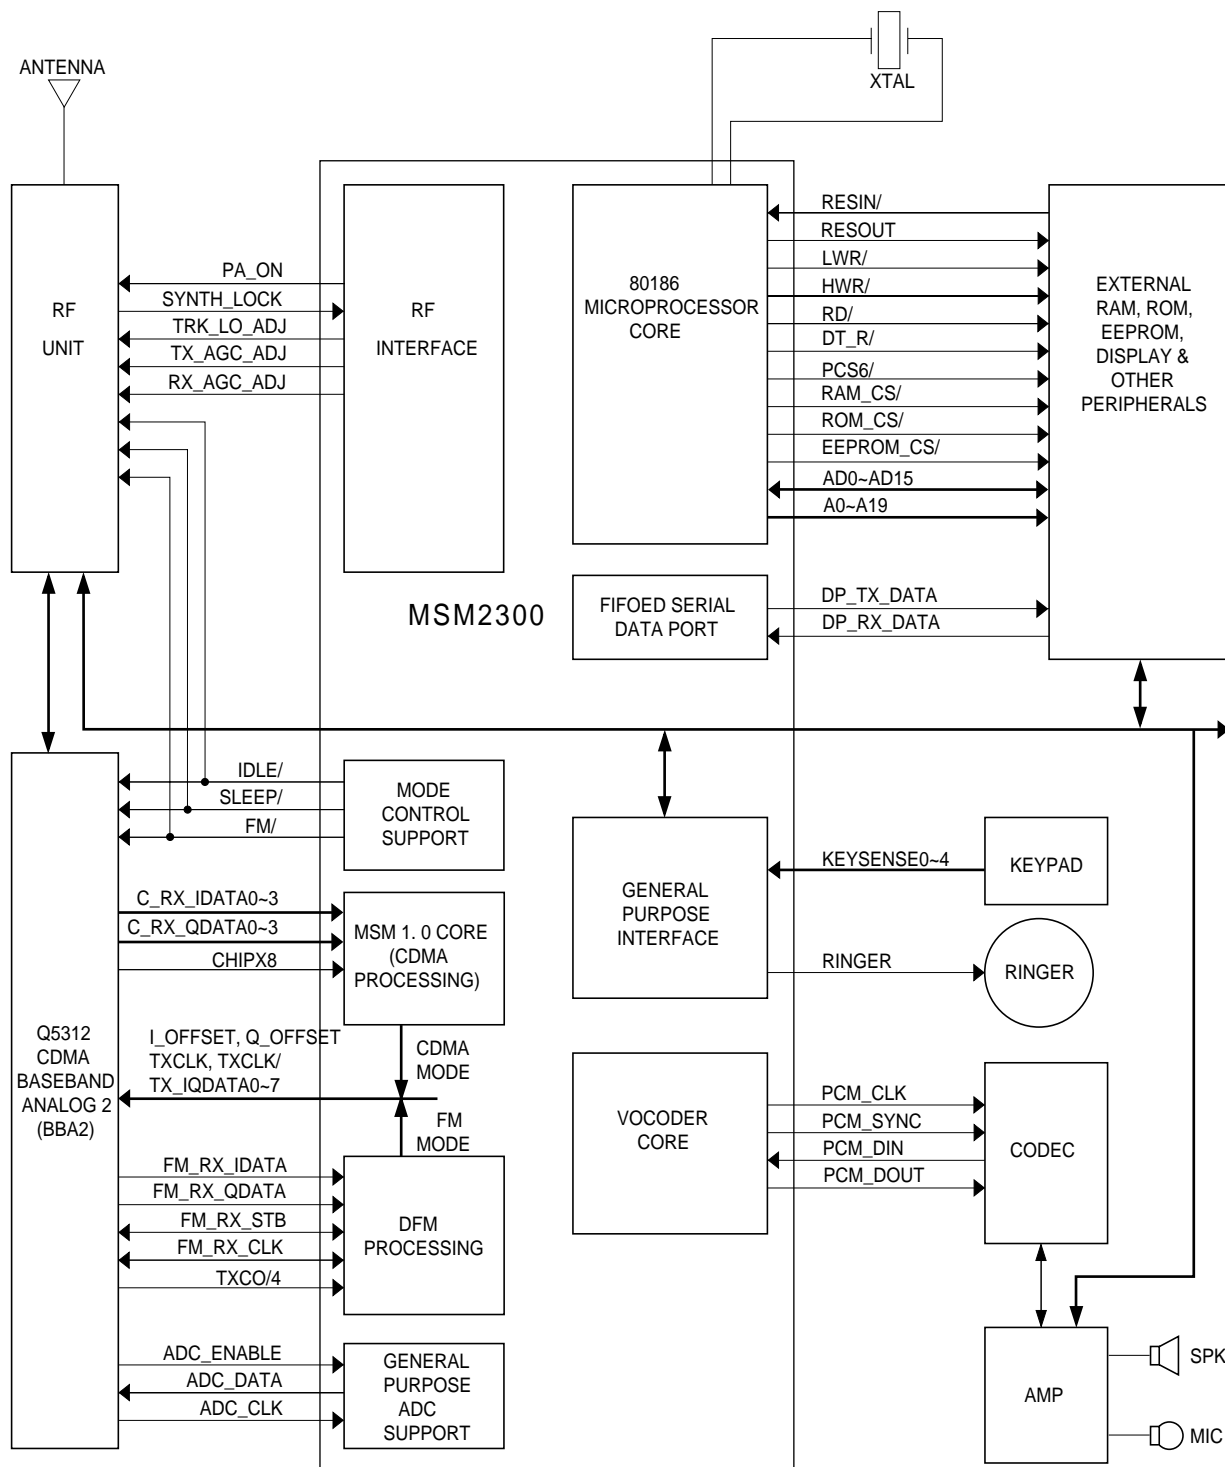 XTAL
ANTENNA
RF
UNIT
PA_ON
SYNTH_LOCK
TRK_LO_ADJ
TX_AGC_ADJ
RX_AGC_ADJ
RF
INTERFACE
80186
MICROPROCESSOR
CORE
RESIN/
RESOUT
LWR/
HWR/
RD/
DT_R/
PCS6/
RAM_CS/
ROM_CS/
EEPROM_CS/
AD0~AD15
A0~A19
EXTERNAL
RAM, ROM,
EEPROM,
DISPLAY &
OTHER
PERIPHERALS
MSM2300
FIFOED SERIAL
DATA PORT
DP_TX_DATA
DP_RX_DATA
IDLE/
SLEEP/
FM/
MODE
CONTROL
SUPPORT
C_RX_IDATA0~3
C_RX_QDATA0~3
CHIPX8
MSM 1. 0 CORE
(CDMA
PROCESSING)
GENERAL
PURPOSE
INTERFACE
KEYSENSE0~4
KEYPAD
RINGER
RINGER
Q5312
CDMA
BASEBAND
ANALOG 2
(BBA2)
I_OFFSET, Q_OFFSET
TXCLK, TXCLK/
TX_IQDATA0~7
CDMA
MODE
FM
MODE
FM_RX_IDATA
FM_RX_QDATA
FM_RX_STB
FM_RX_CLK
TXCO/4
DFM
PROCESSING
VOCODER
CORE
PCM_CLK
PCM_SYNC
PCM_DIN
PCM_DOUT
CODEC
ADC_ENABLE
ADC_DATA
ADC_CLK
GENERAL
PURPOSE
ADC
SUPPORT
AMP
SPK
MIC